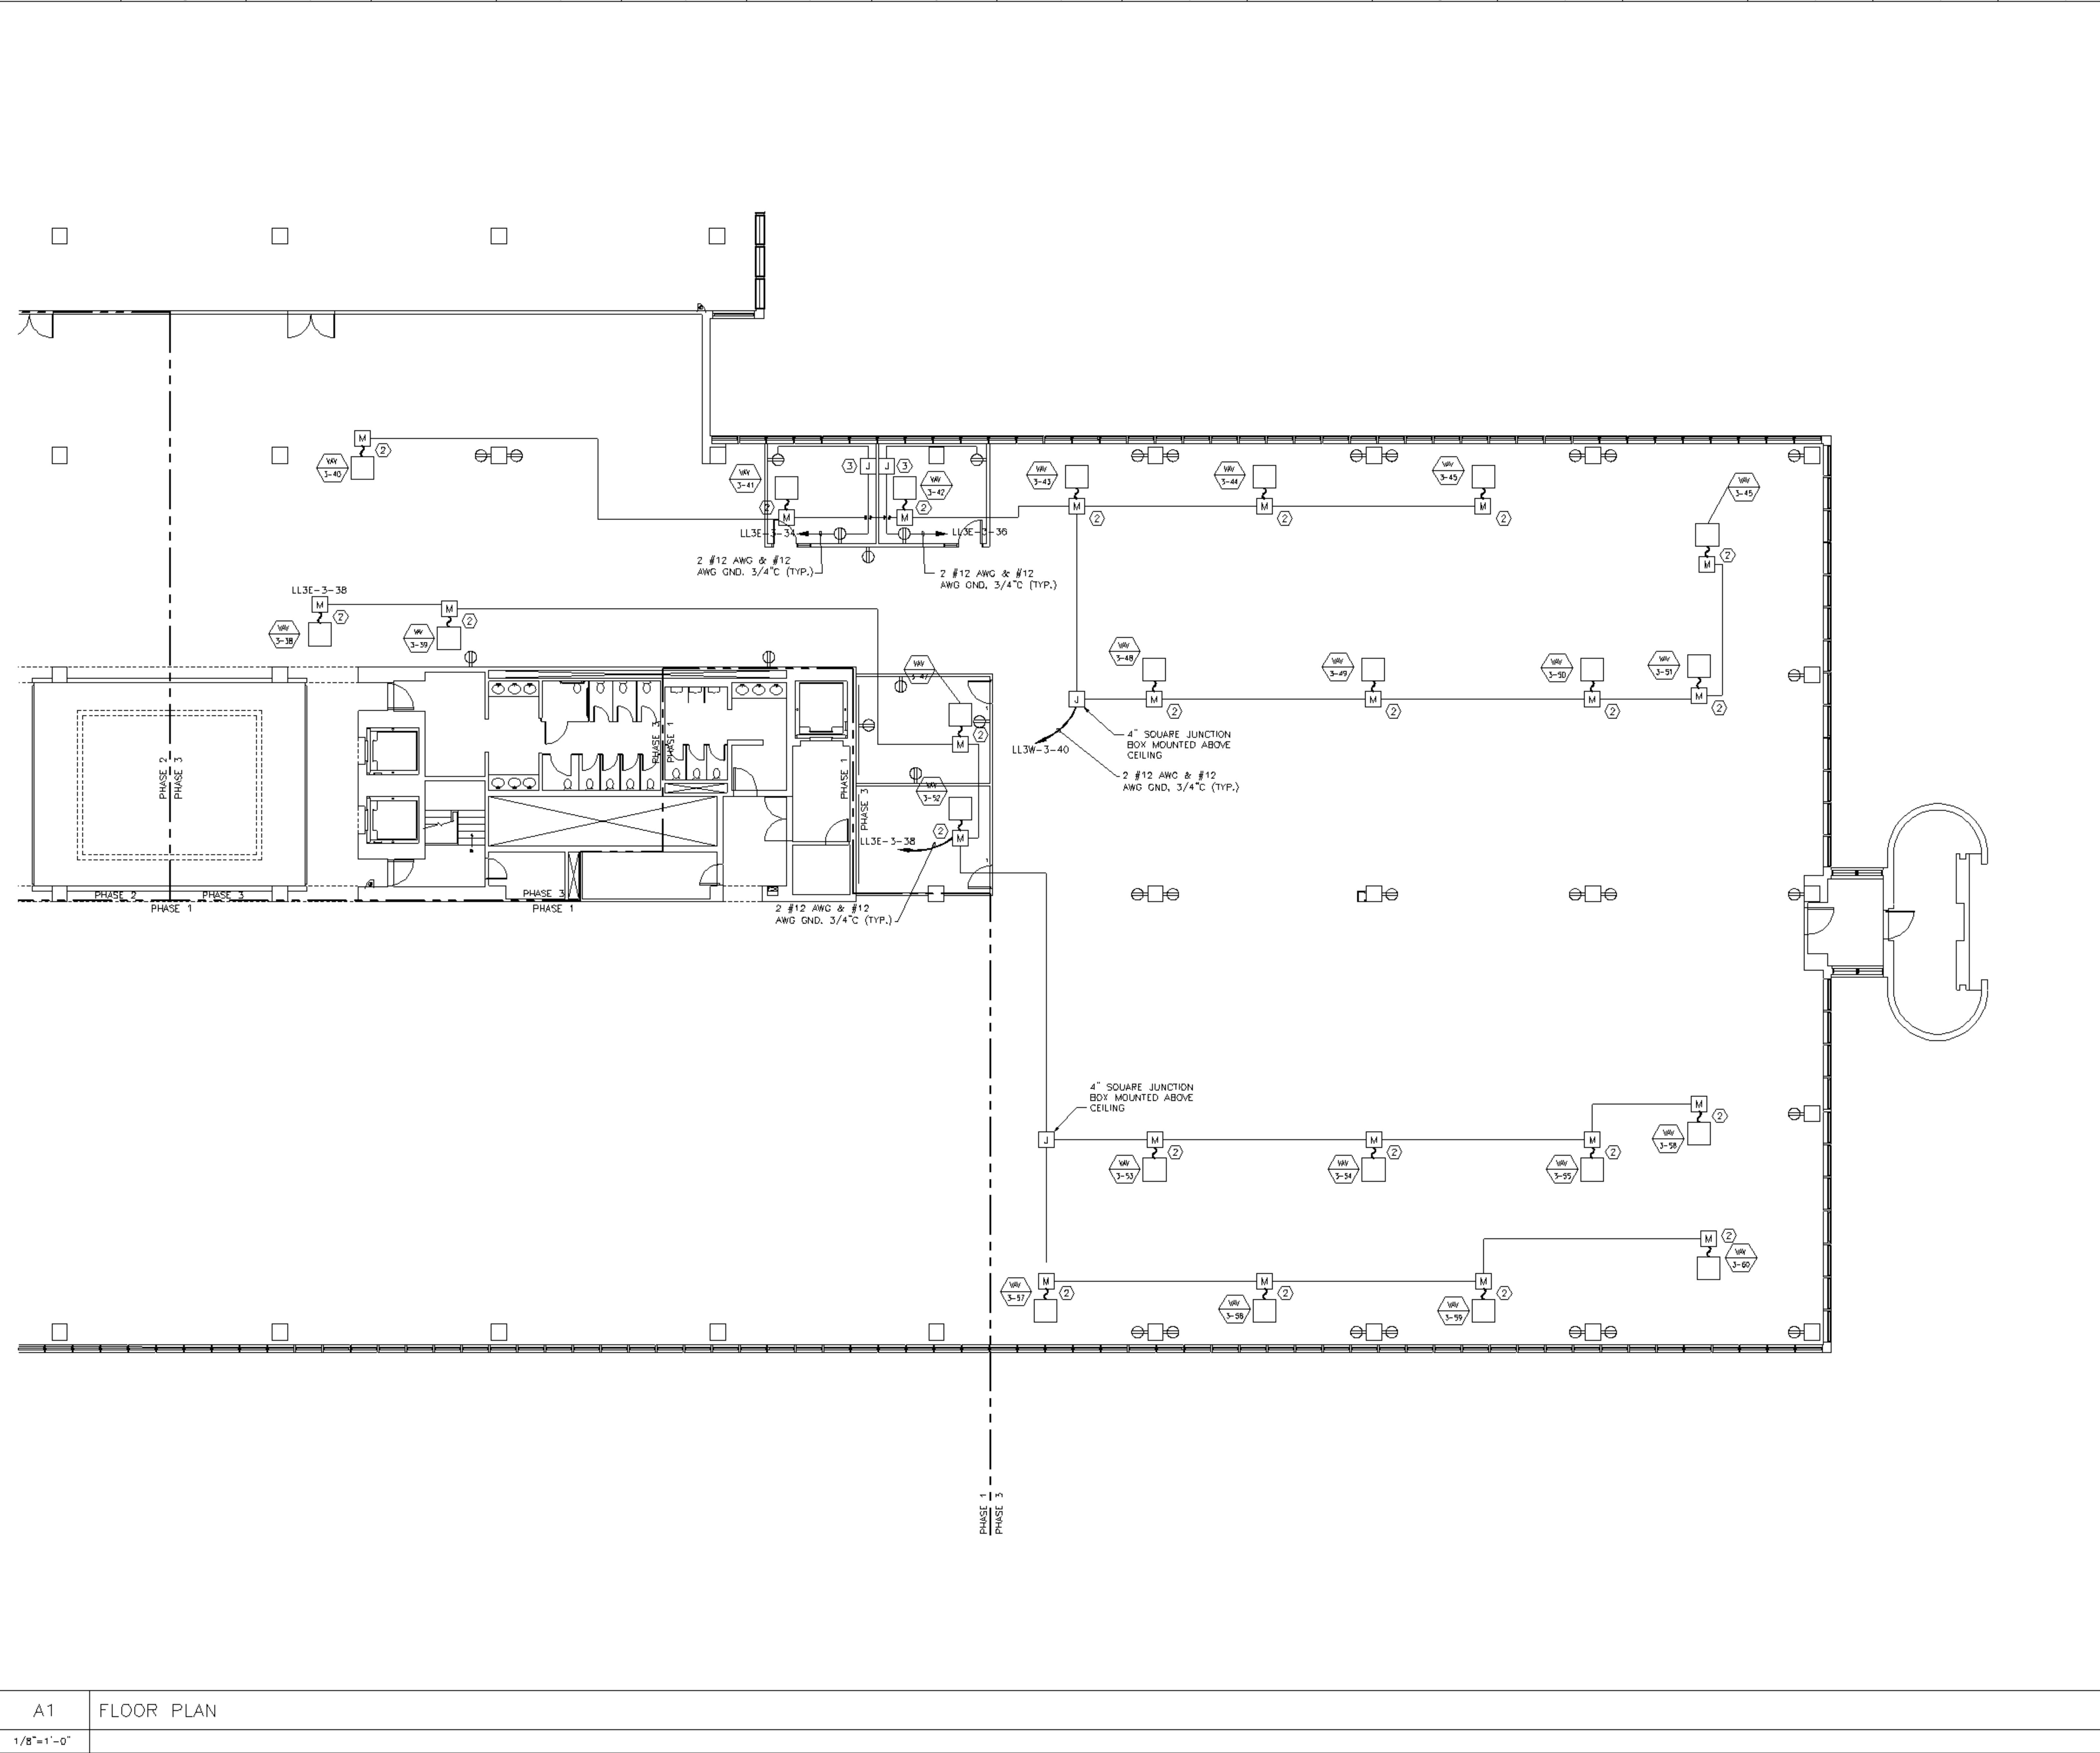 VAV
3-40
2
VAV
3-41
2
3
J
J
3
VAV
3-42
2
VAV
3-43
M
2
VAV
3-44
M
2
VAV
3-45
M
2
VAV
3-45
M
2
M
M
M
LL3E-3-34
LL3E-3-36
2 #12 AWG & #12
AWG GND, 3/4"C (TYP.)
2 #12 AWG & #12
AWG GND, 3/4"C (TYP.)
LL3E-3-38
M
2
VAV
3-38
M
2
VAV
3-39
VAV
3-47
M
2
VAV
3-48
M
2
VAV
3-49
M
2
VAV
3-50
M
2
VAV
3-51
M
2
J
LL3W-3-40
4" SQUARE JUNCTION
BOX MOUNTED ABOVE
CEILING
2 #12 AWG & #12
AWG GND, 3/4"C (TYP.)
PHASE 2
PHASE 3
PHASE 3
PHASE 1
PHASE 1
PHASE 3
VAV
3-52
2
M
LL3E-3-38
PHASE 2
PHASE 3
PHASE 1
PHASE 3
PHASE 1
2 #12 AWG & #12
AWG GND, 3/4"C (TYP.)
4" SQUARE JUNCTION
BOX MOUNTED ABOVE
CEILING
J
M
2
VAV
3-53
M
2
VAV
3-54
M
2
VAV
3-55
M
2
VAV
3-58
M
2
VAV
3-57
M
2
VAV
3-58
M
2
VAV
3-59
M
2
VAV
3-60
PHASE 1
PHASE 3
A1
FLOOR PLAN
1/8"=1'-0"